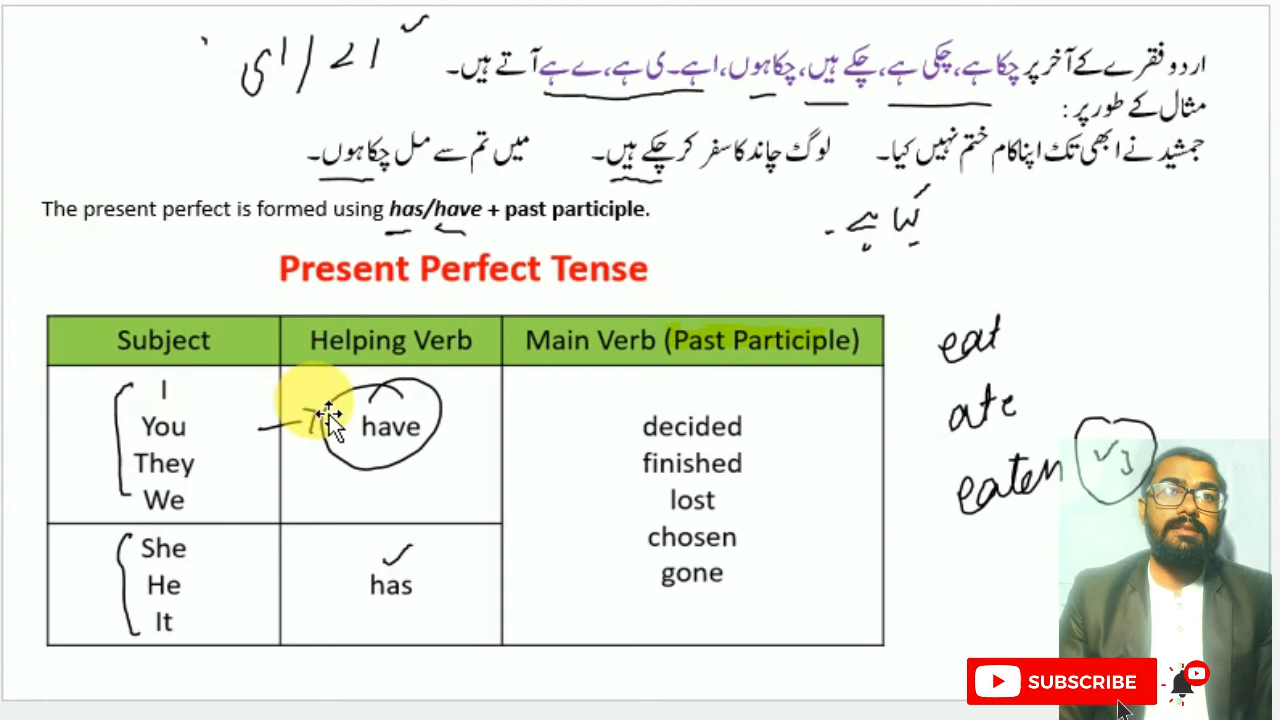 اے / ا ی
اردو فقرے کے آخر پر چکا ہے، چکی ہے، چکے ہیں، چکا ہوں، ا ہے۔ی ہے، ے ہے آتے ہیں۔
مثال کے طور پر :
جمشید نے ابھی تک اپنا کام ختم نہیں کیا۔ لوگ چاند کا سفر کر چکے ہیں۔ میں تم سے مل چکا ہوں۔
The present perfect is formed using has/have + past participle.
کیا ہے ۔
Present Perfect Tense
Subject Helping Verb Main Verb (Past Participle)
I
You
They
We
have
She
He
It
has
decided
finished
lost
chosen
gone
eat
ate
eaten
V3
SUBSCRIBE